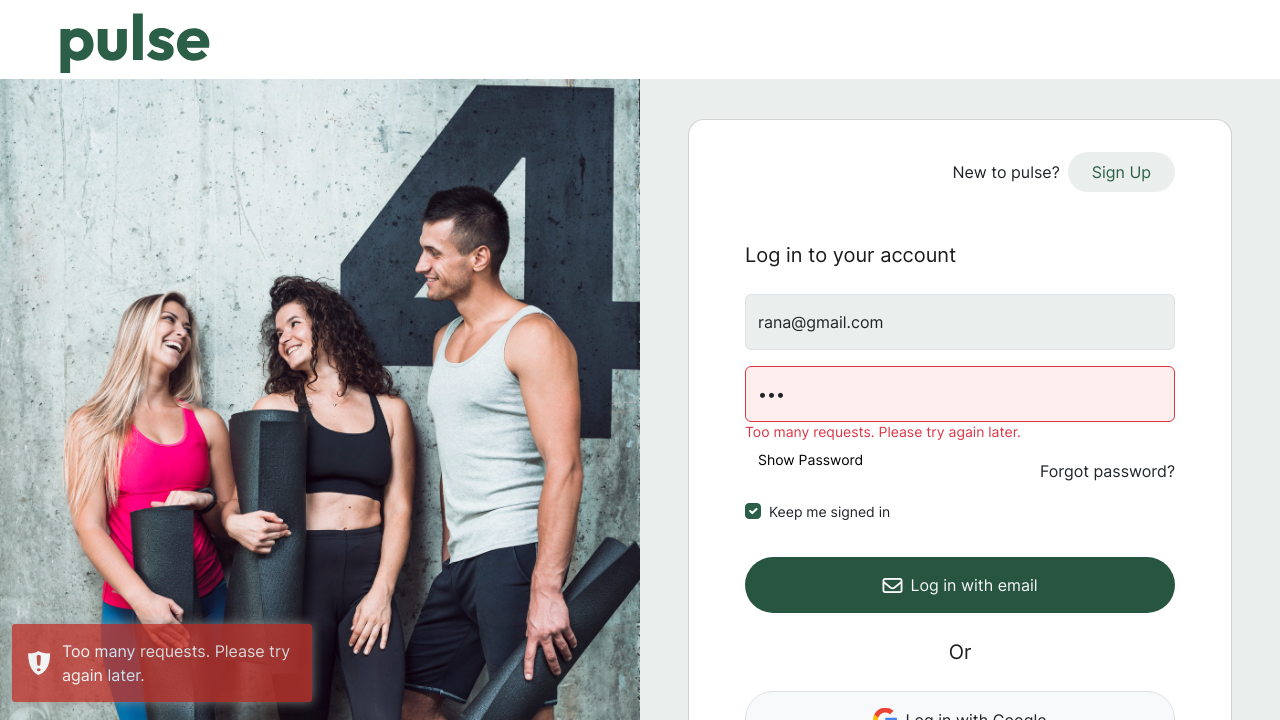 pulse
4
New to pulse? Sign Up
Log in to your account
rana@gmail.com
•••
Too many requests. Please try again later.
Show Password
Forgot password?
Keep me signed in
Log in with email
Or
Log in with Google
Too many requests. Please try
again later.